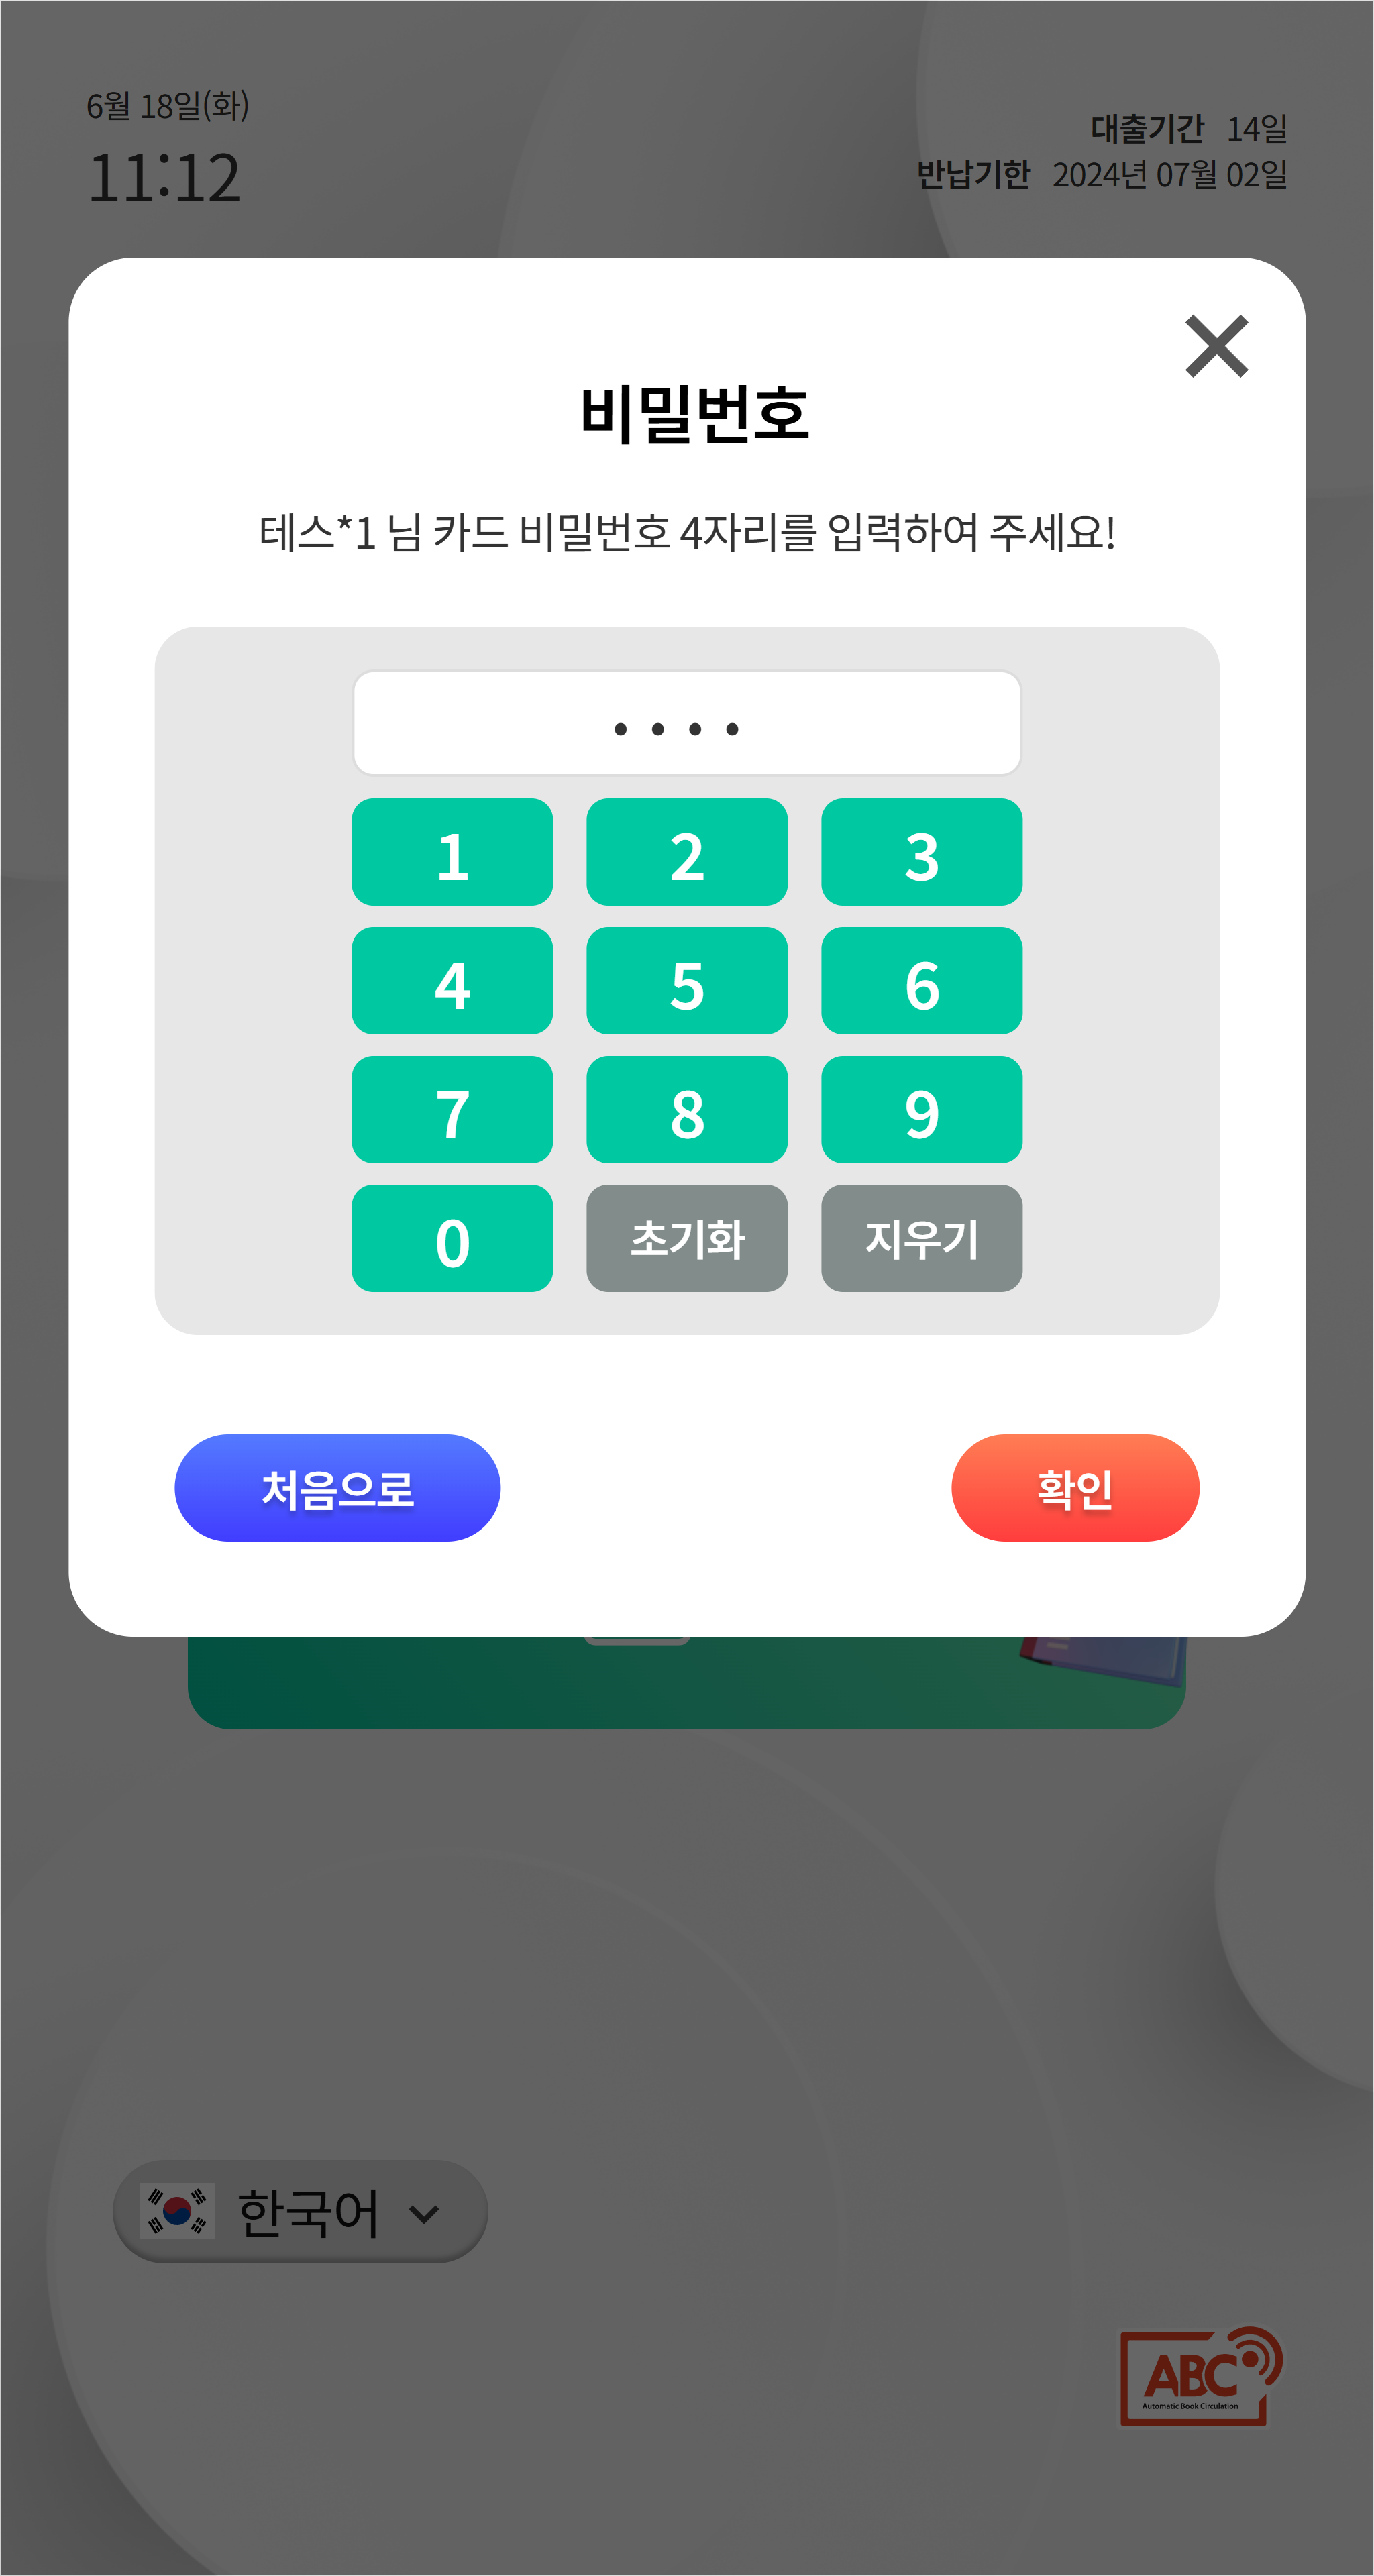 6월 18일(화)
11:12
대출기간 14일
반납기한 2024년 07월 02일
비밀번호
테스*1 님 카드 비밀번호 4자리를 입력하여 주세요!
• • • •
1 2 3
4 5 6
7 8 9
0 초기화 지우기
처음으로 확인
한국어
ABC
Automatic Book Circulation